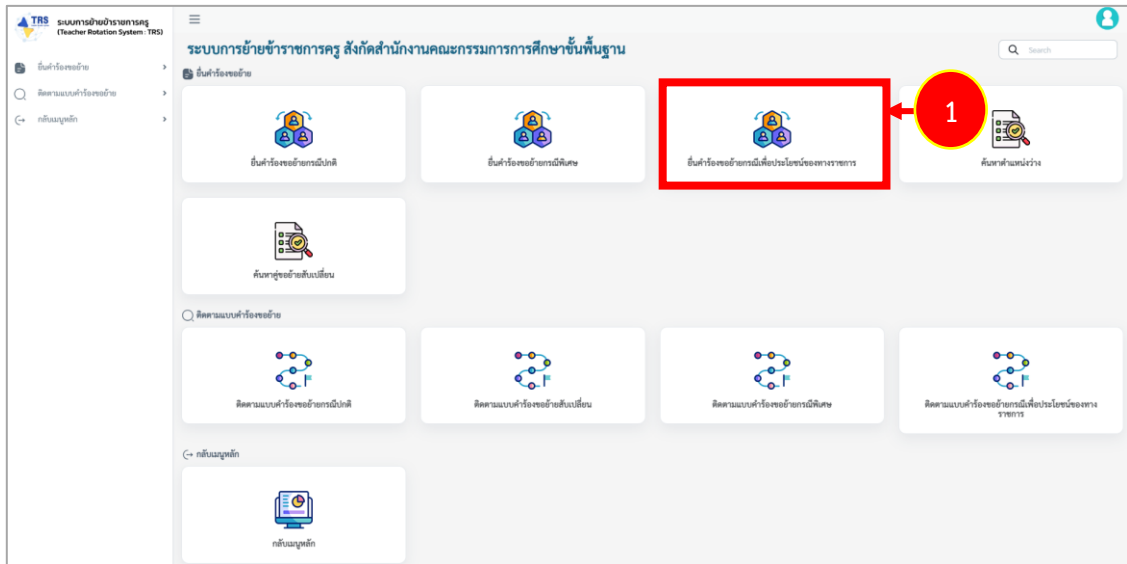 TRS ระบบการย้ายข้าราชการครู
(Teacher Rotation System : TRS)
ยื่นคำร้องขอย้าย
ติดตามแบบคำร้องขอย้าย
กลับเมนูหลัก
ระบบการย้ายข้าราชการครู สังกัดสำนักงานคณะกรรมการการศึกษาขั้นพื้นฐาน
Search
ยื่นคำร้องขอย้าย
ยื่นคำร้องขอย้ายกรณีปกติ
ยื่นคำร้องขอย้ายกรณีพิเศษ
ยื่นคำร้องขอย้ายกรณีเพื่อประโยชน์ของทางราชการ
1
ค้นหาตำแหน่งว่าง
ค้นหาคู่ขอย้ายสับเปลี่ยน
ติดตามแบบคำร้องขอย้าย
ติดตามแบบคำร้องขอย้ายกรณีปกติ
ติดตามแบบคำร้องขอย้ายสับเปลี่ยน
ติดตามแบบคำร้องขอย้ายกรณีพิเศษ
ติดตามแบบคำร้องขอย้ายกรณีเพื่อประโยชน์ของทาง
ราชการ
กลับเมนูหลัก
กลับเมนูหลัก